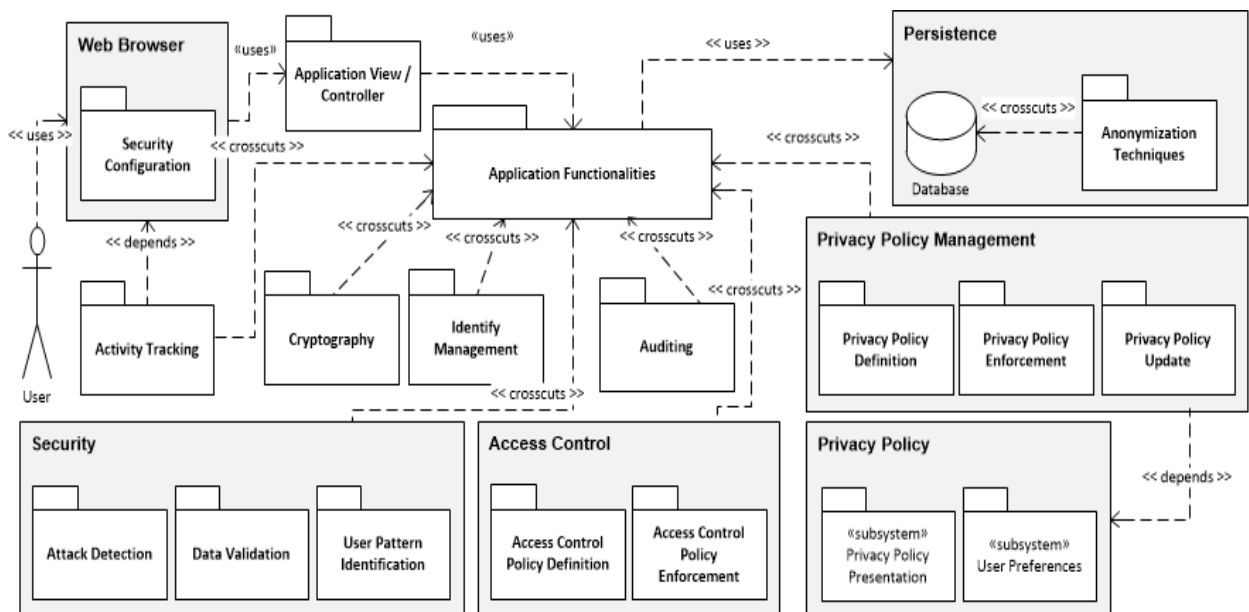 Web Browser
«uses»
Application View /
Controller
«uses»
<< uses >>
Persistence
<< uses >>
Security
Configuration
<< crosscuts >>
<< crosscuts >>
<< crosscuts >>
Anonymization
Techniques
Database
Application Functionalities
<< depends >>
<< crosscuts >>
<< crosscuts >>
<< crosscuts >>
Privacy Policy Management
<< crosscuts >>
Activity Tracking
Cryptography
Identify
Management
Auditing
Privacy Policy
Definition
Privacy Policy
Enforcement
Privacy Policy
Update
User
<< crosscuts >>
Security
Access Control
Privacy Policy
<< depends >>
Attack Detection
Data Validation
User Pattern
Identification
Access Control
Policy Definition
Access Control
Policy
Enforcement
«subsystem»
Privacy Policy
Presentation
«subsystem»
User Preferences